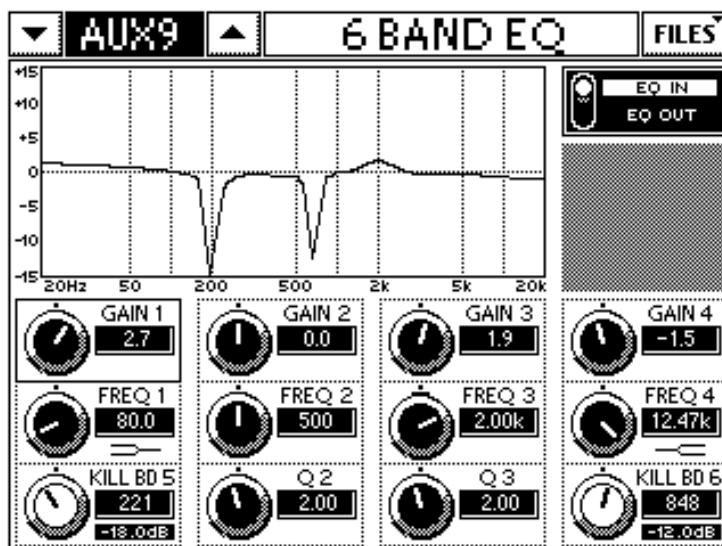 AUX9 6 BAND EQ FILES
+15
+10
+5
0
-5
-10
-15
20Hz 50 200 500 2k 5k 20k
EQ IN
EQ OUT
GAIN 1 GAIN 2 GAIN 3 GAIN 4
2.7 0.0 1.9 -1.5
FREQ 1 FREQ 2 FREQ 3 FREQ 4
80.0 500 2.00k 12.47k
KILL BD 5 Q 2 Q 3 KILL BD 6
221 2.00 2.00 848
-18.0dB -12.0dB